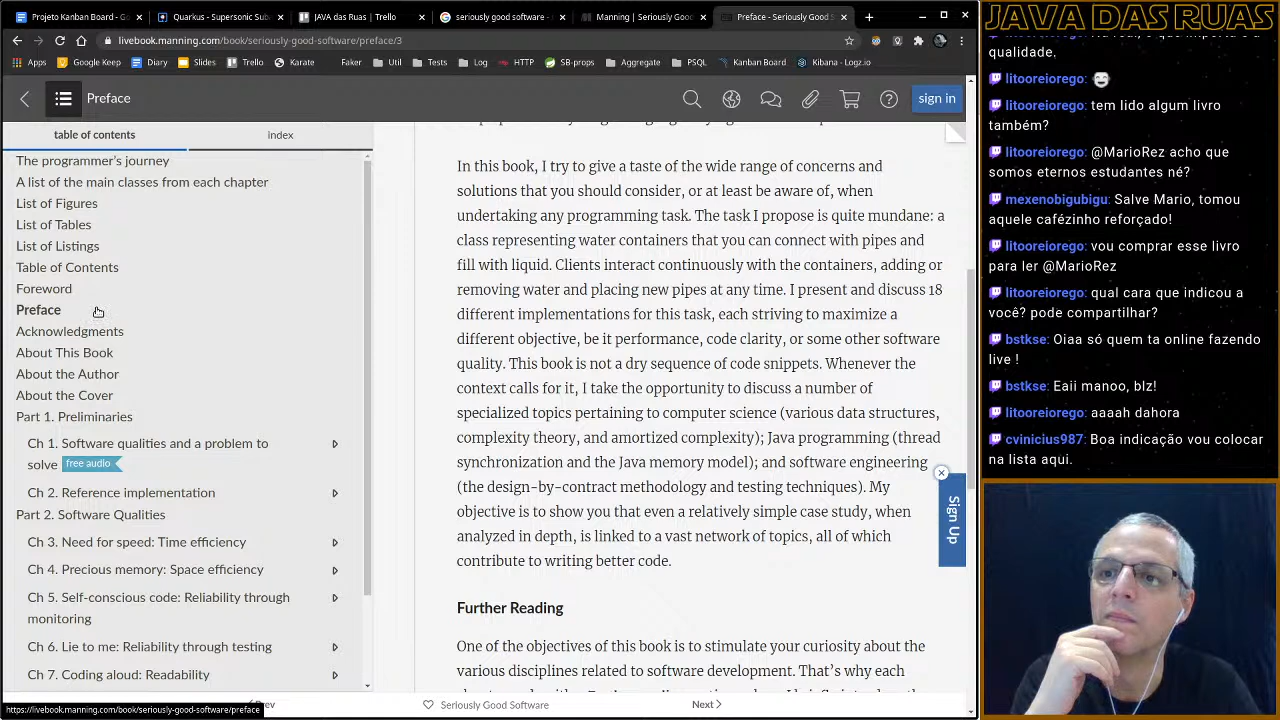 Projeto Kanban Board - G
Quarkus - Supersonic Sub
JAVA das Ruas | Trello
seriously good software -
Manning | Seriously Good
Preface - Seriously Good S
livebook.manning.com/book/seriously-good-software/preface/3
Apps
Google Keep
Diary
Slides
Trello
Karate
Faker
Util
Tests
Log
HTTP
SB-props
Aggregate
PSQL
Kanban Board
Kibana - Logz.io
Preface
sign in
table of contents
index
The programmer's journey
A list of the main classes from each chapter
List of Figures
List of Tables
List of Listings
Table of Contents
Foreword
Preface
Acknowledgments
About This Book
About the Author
About the Cover
Part 1. Preliminaries
Ch 1. Software qualities and a problem to
solve free audio
Ch 2. Reference implementation
Part 2. Software Qualities
Ch 3. Need for speed: Time efficiency
Ch 4. Precious memory: Space efficiency
Ch 5. Self-conscious code: Reliability through
monitoring
Ch 6. Lie to me: Reliability through testing
Ch 7. Coding aloud: Readability
https://livebook.manning.com/book/seriously-good-software/preface
In this book, I try to give a taste of the wide range of concerns and
solutions that you should consider, or at least be aware of, when
undertaking any programming task. The task I propose is quite mundane: a
class representing water containers that you can connect with pipes and
fill with liquid. Clients interact continuously with the containers, adding or
removing water and placing new pipes at any time. I present and discuss 18
different implementations for this task, each striving to maximize a
different objective, be it performance, code clarity, or some other software
quality. This book is not a dry sequence of code snippets. Whenever the
context calls for it, I take the opportunity to discuss a number of
specialized topics pertaining to computer science (various data structures,
complexity theory, and amortized complexity); Java programming (thread
synchronization and the Java memory model); and software engineering
(the design-by-contract methodology and testing techniques). My
objective is to show you that even a relatively simple case study, when
analyzed in depth, is linked to a vast network of topics, all of which
contribute to writing better code.
Further Reading
One of the objectives of this book is to stimulate your curiosity about the
various disciplines related to software development. That's why each
Sign Up
Prev
Seriously Good Software
Next
JAVA DAS RUAS
qualidade.
litooreiorego:
litooreiorego: tem lido algum livro
também?
litooreiorego: @MarioRez acho que
somos eternos estudantes né?
mexenobigubigu: Salve Mario, tomou
aquele cafézinho reforçado!
litooreiorego: vou comprar esse livro
para ler @MarioRez
litooreiorego: qual cara que indicou a
você? pode compartilhar?
bstkse: Oiaa só quem ta online fazendo
live !
bstkse: Eaii manoo, blz!
litooreiorego: aaaah dahora
cvinicius987: Boa indicação vou colocar
na lista aqui.